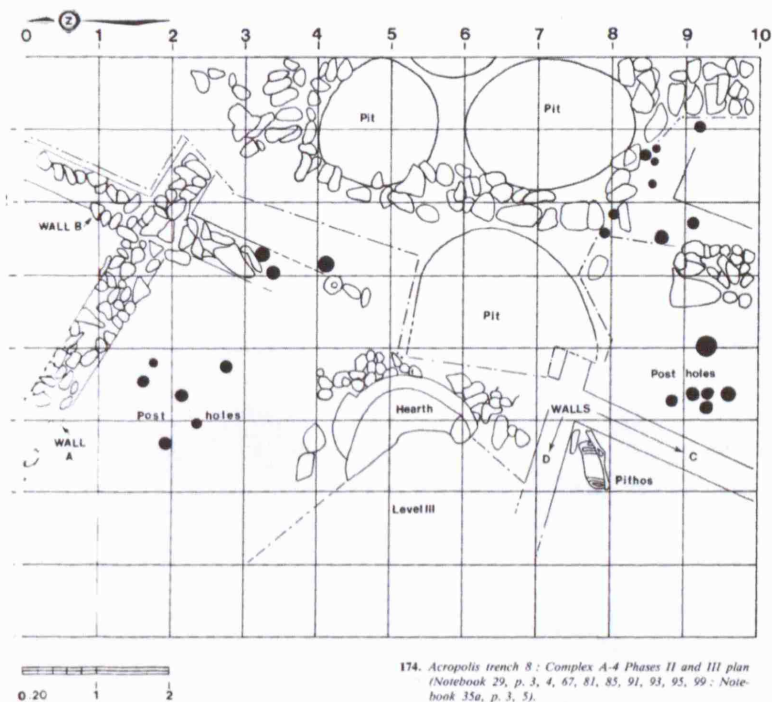 Z
0 1 2 3 4 5 6 7 8 9 10
Pit
Pit
WALL B
Pit
Post holes
Post holes
Hearth
WALLS
WALL
A
D
C
Pithos
Level III
0.20 1 2
174. Acropolis trench 8 : Complex A-4 Phases II and III plan
(Notebook 29, p. 3, 4, 67, 81, 85, 91, 93, 95, 99 : Note-
book 35a, p. 3, 5).